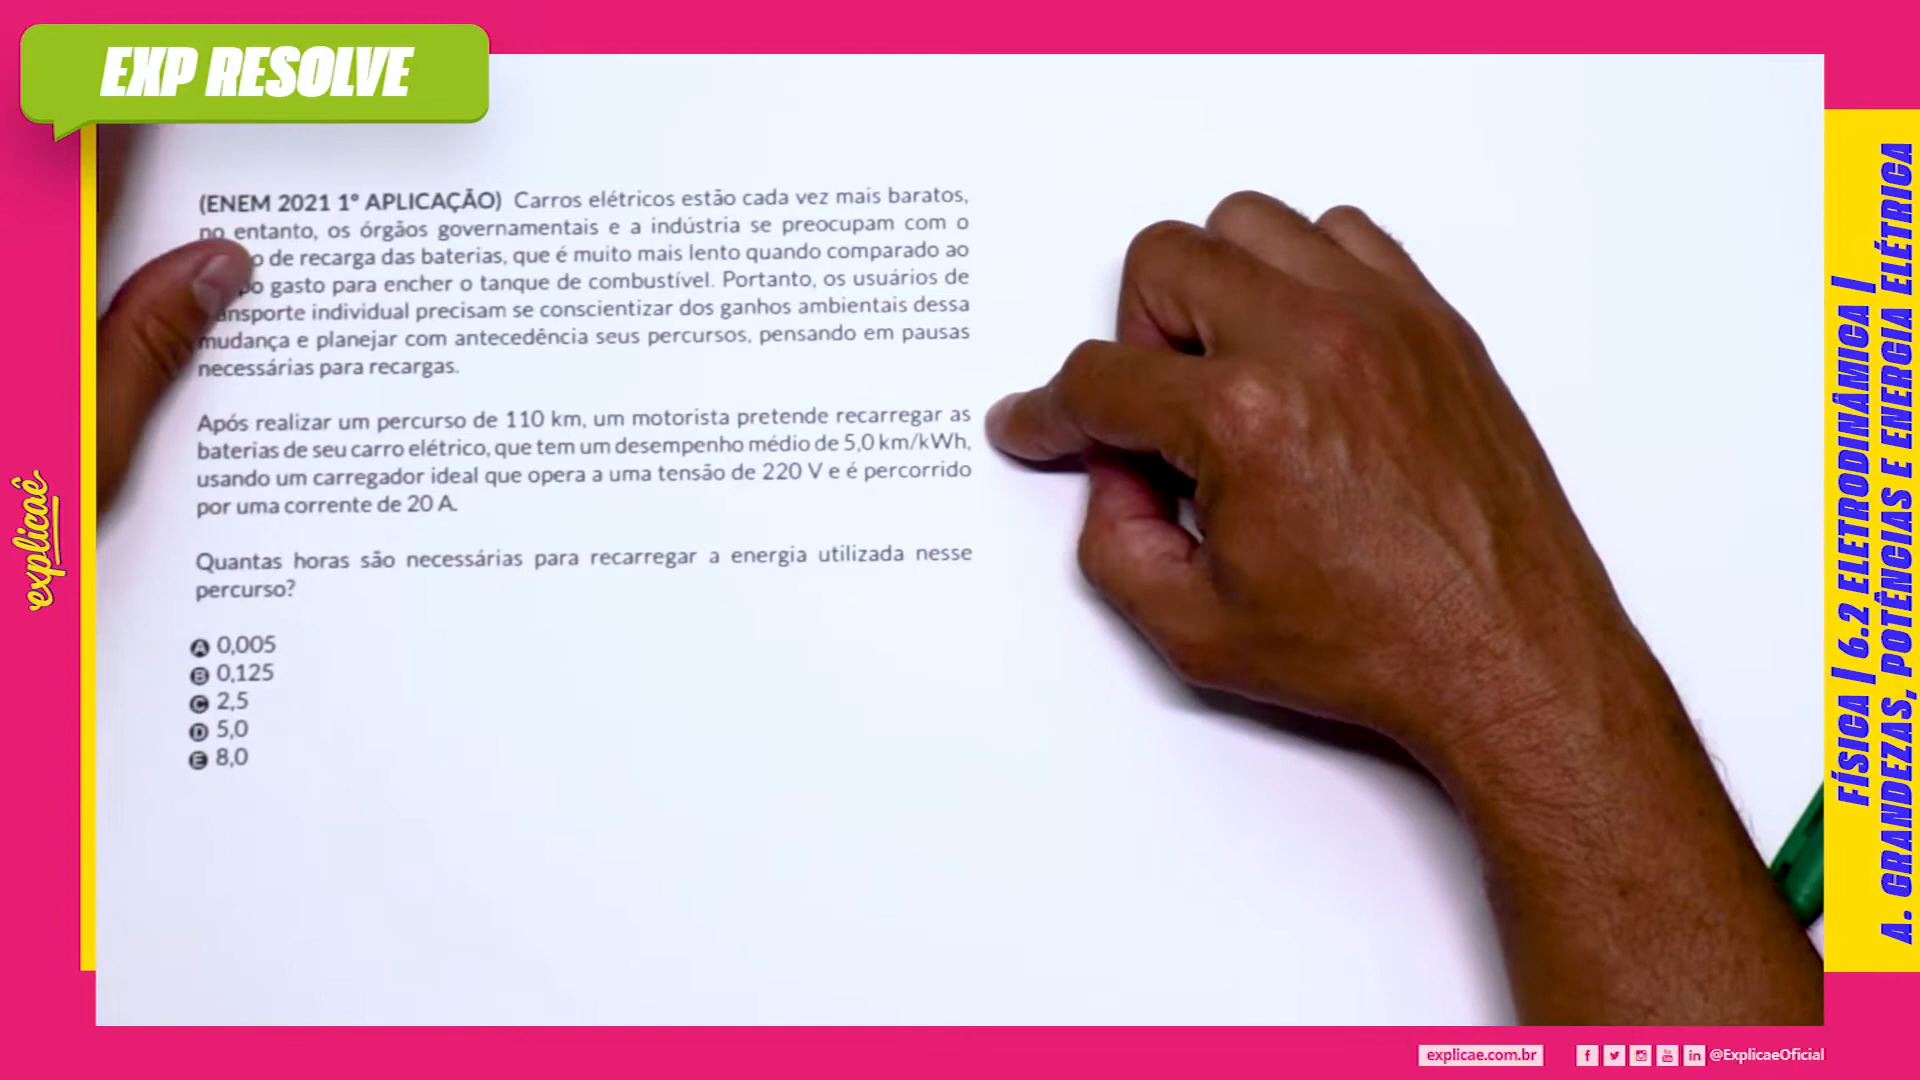 EXP RESOLVE
(ENEM 2021 1º APLICAÇÃO) Carros elétricos estão cada vez mais baratos,
no entanto, os órgãos governamentais e a indústria se preocupam com o
de recarga das baterias, que é muito mais lento quando comparado ao
gasto para encher o tanque de combustível. Portanto, os usuários de
individual precisam se conscientizar dos ganhos ambientais dessa
mudança e planejar com antecedência seus percursos, pensando em pausas
necessárias para recargas.
Após realizar um percurso de 110 km, um motorista pretende recarregar as
baterias de seu carro elétrico, que tem um desempenho médio de 5,0 km/kWh,
usando um carregador ideal que opera a uma tensão de 220 V e é percorrido
por uma corrente de 20 A.
Quantas horas são necessárias para recarregar a energia utilizada nesse
percurso?
A 0,005
B 0,125
C 2,5
D 5,0
E 8,0
explicaê
FÍSICA | 6.2 ELETRODINÂMICA |
A. GRANDEZAS, POTÊNCIAS E ENERGIA ELÉTRICA
explicae.com.br
@ExplicaeOficial